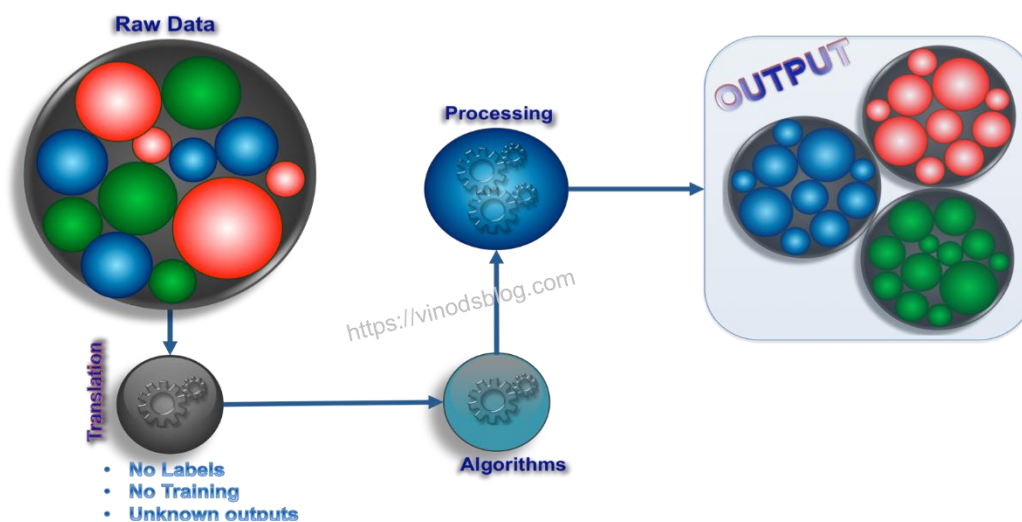 Raw Data
OUTPUT
Processing
https://vinodsblog.com
Translation
Algorithms
• No Labels
• No Training
• Unknown outputs